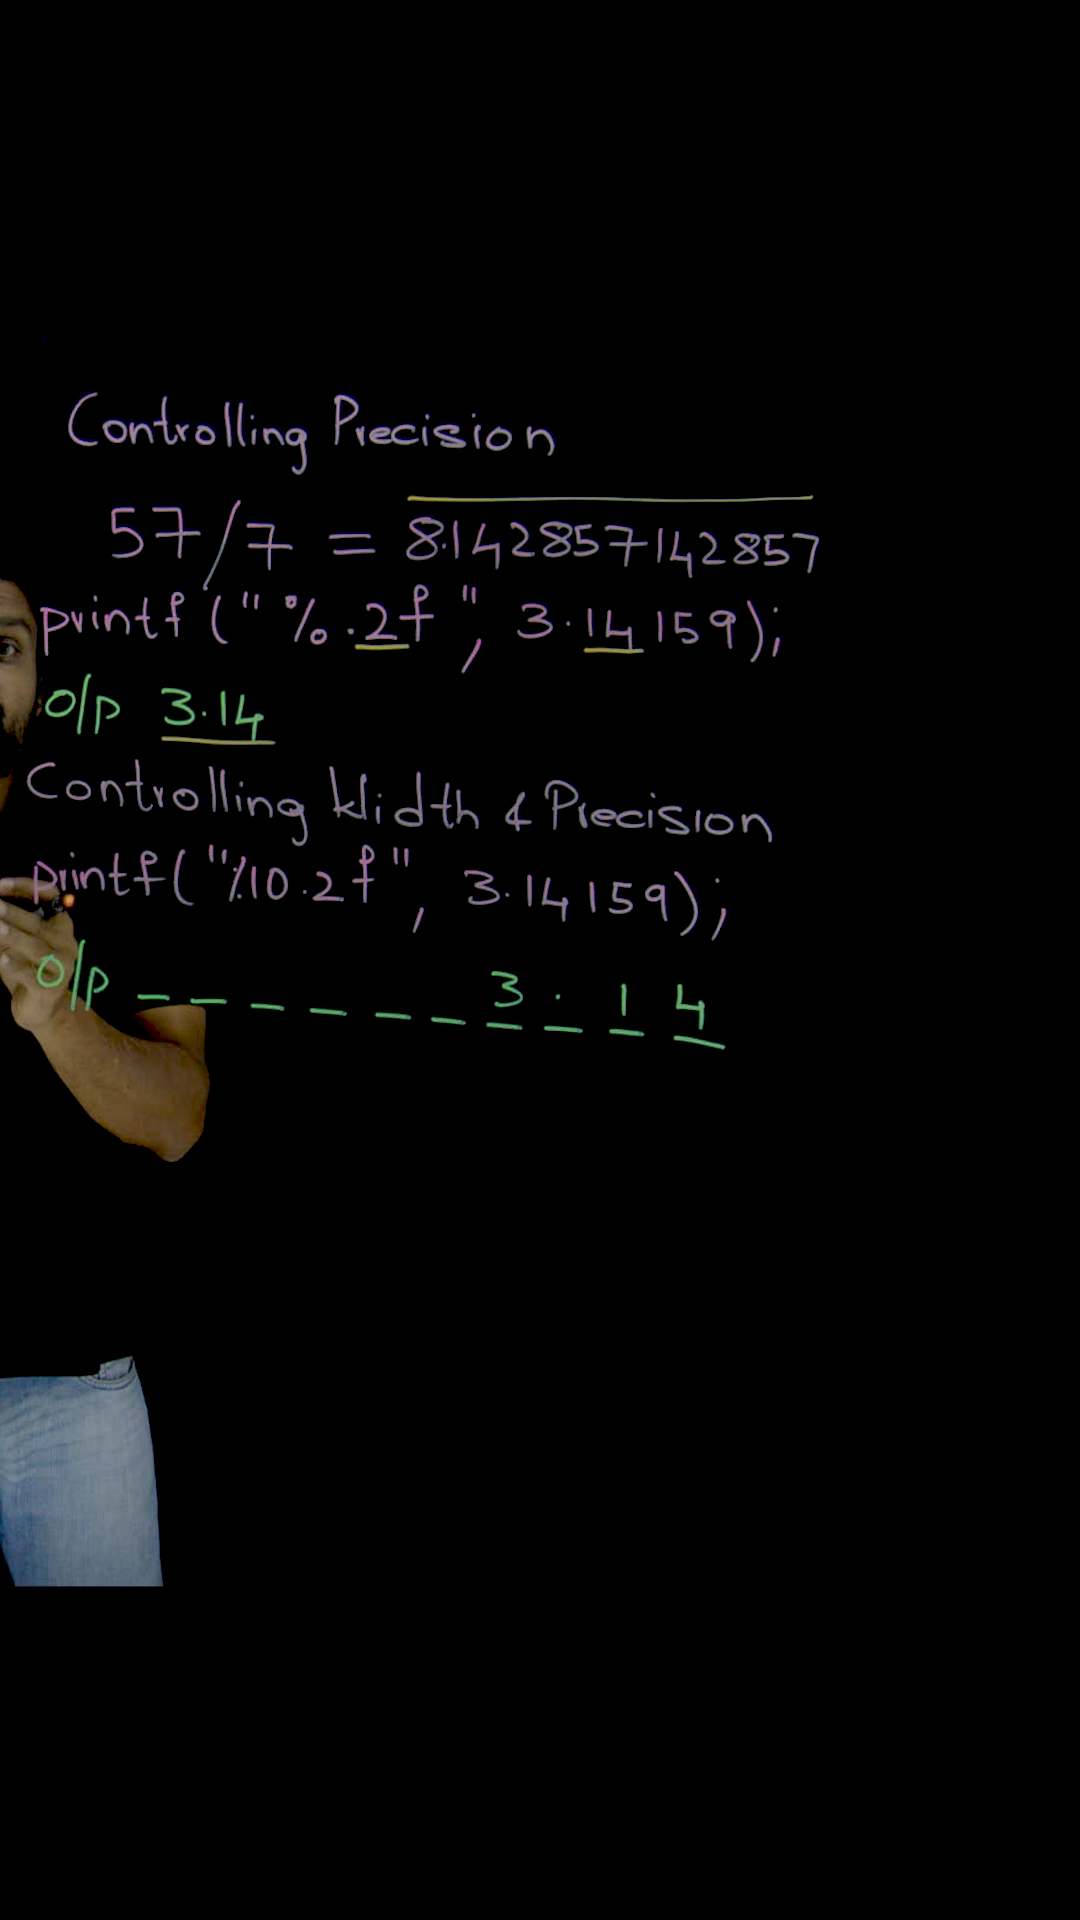 Controlling Precision
57/7 = 8.142857142857
printf("%.2f", 3.14159);
O/P 3.14
Controlling Width & Precision
printf("%10.2f", 3.14159);
O/P _ _ _ _ _ _ 3 . 1 4